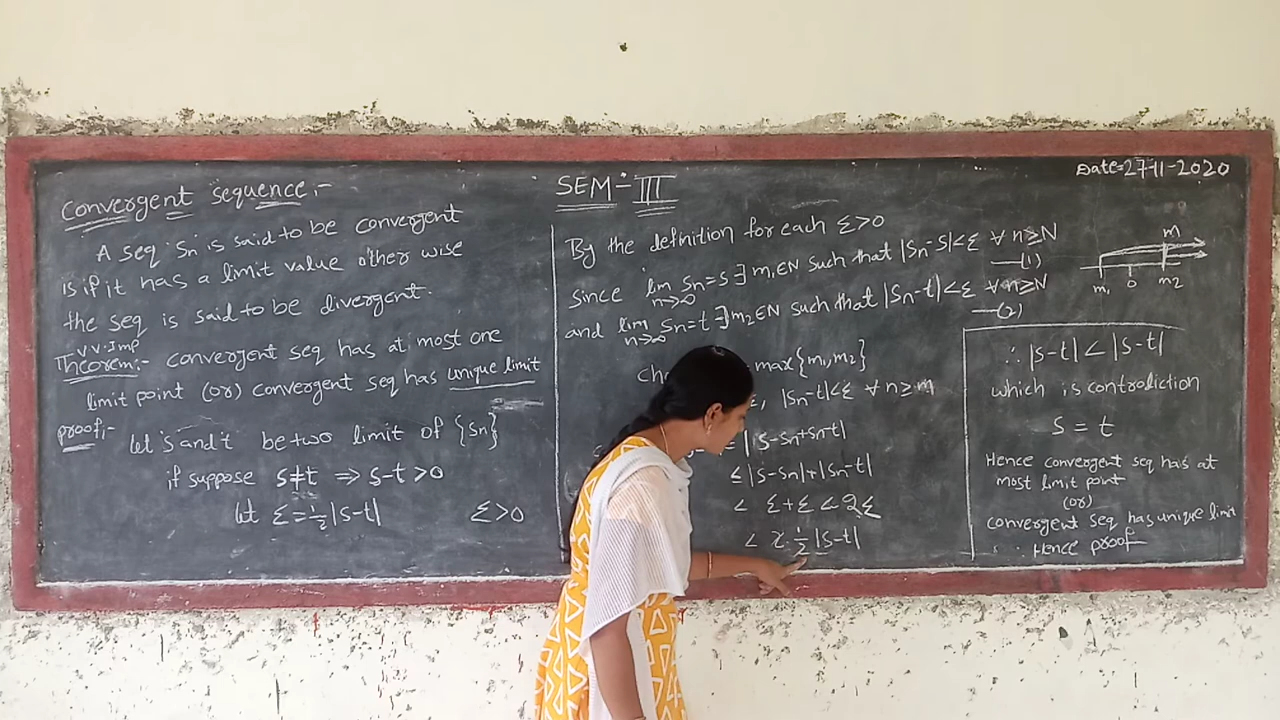 Convergent sequence:-
A seq Sn is said to be convergent
is if it has a limit value other wise
the seq is said to be divergent.
V.V.Imp
Theorem:- convergent seq has at most one
limit point (or) convergent seq has unique limit
proof:- let s and t be two limit of {Sn}
if suppose s≠t ⇒ s-t>0
let ε=1/2|s-t| ε>0
SEM-III
By the definition for each ε>0
Since lim n→∞ Sn=s ∃ m1∈N such that |Sn-s|<ε ∀ n≥N —(1)
and lim n→∞ Sn=t ∃ m2∈N such that |Sn-t|<ε ∀ n≥N —(2)
max{m1,m2}
, |Sn-t|<ε ∀ n≥m
=|s-Sn+Sn-t|
≤|s-Sn|+|Sn-t|
< ε+ε<2ε
< 2·1/2|s-t|
Date:27-11-2020
m
m1 0 m2
∴ |s-t|<|s-t|
which is contrdiction
s=t
Hence convergent seq has at
most limit point
(or)
convergent seq has unique limit
Hence proof